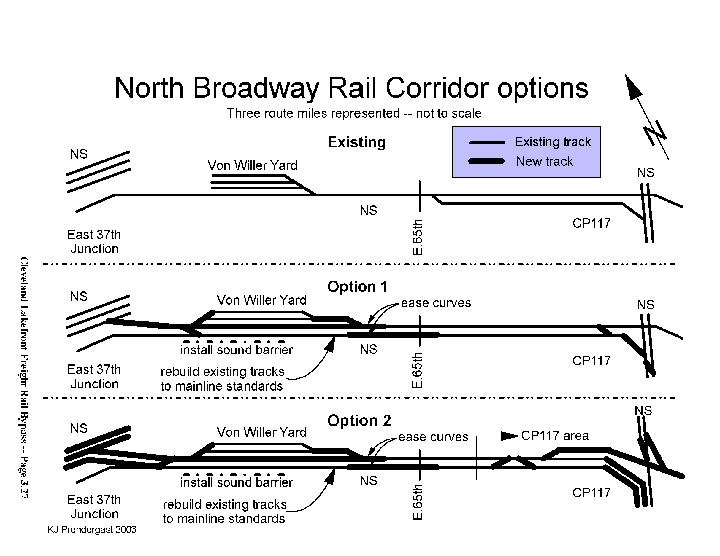 North Broadway Rail Corridor options
Three route miles represented -- not to scale
N
Existing
Existing track
New track
NS
Von Willer Yard
NS
NS
East 37th
Junction
E.65th
CP117
Option 1
NS
Von Willer Yard
ease curves
NS
install sound barrier
NS
East 37th
Junction
rebuild existing tracks
to mainline standards
E.65th
CP117
Option 2
NS
NS
Von Willer Yard
ease curves
CP117 area
install sound barrier
NS
East 37th
Junction
rebuild existing tracks
to mainline standards
E.65th
CP117
KJ Prendergast 2003
Cleveland Lakefront Freight Rail Bypass -- Page 3.27